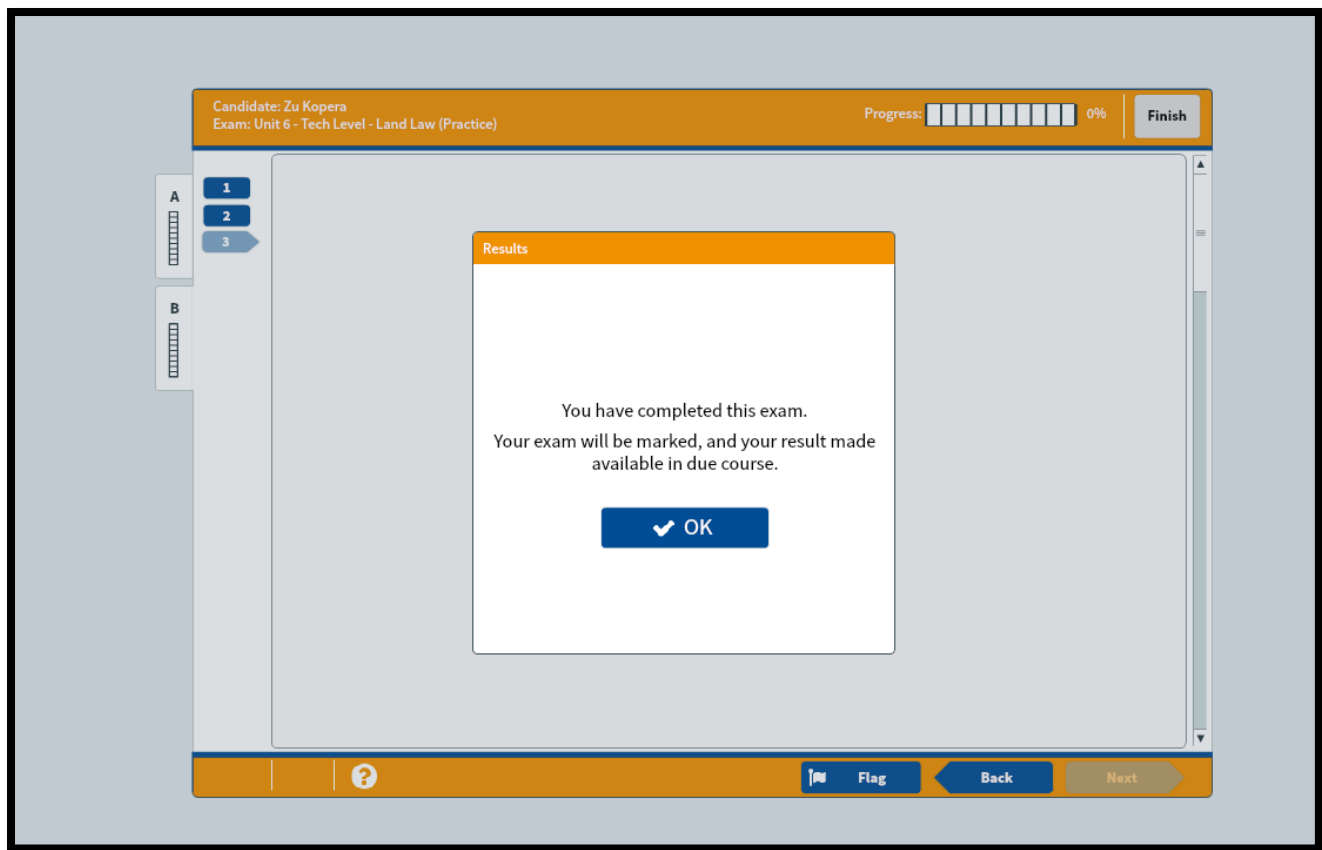 Candidate: Zu Kopera
Exam: Unit 6 - Tech Level - Land Law (Practice)
Progress:
0%
Finish
A
B
1
2
3
Results
You have completed this exam.
Your exam will be marked, and your result made
available in due course.
OK
?
Flag
Back
Next